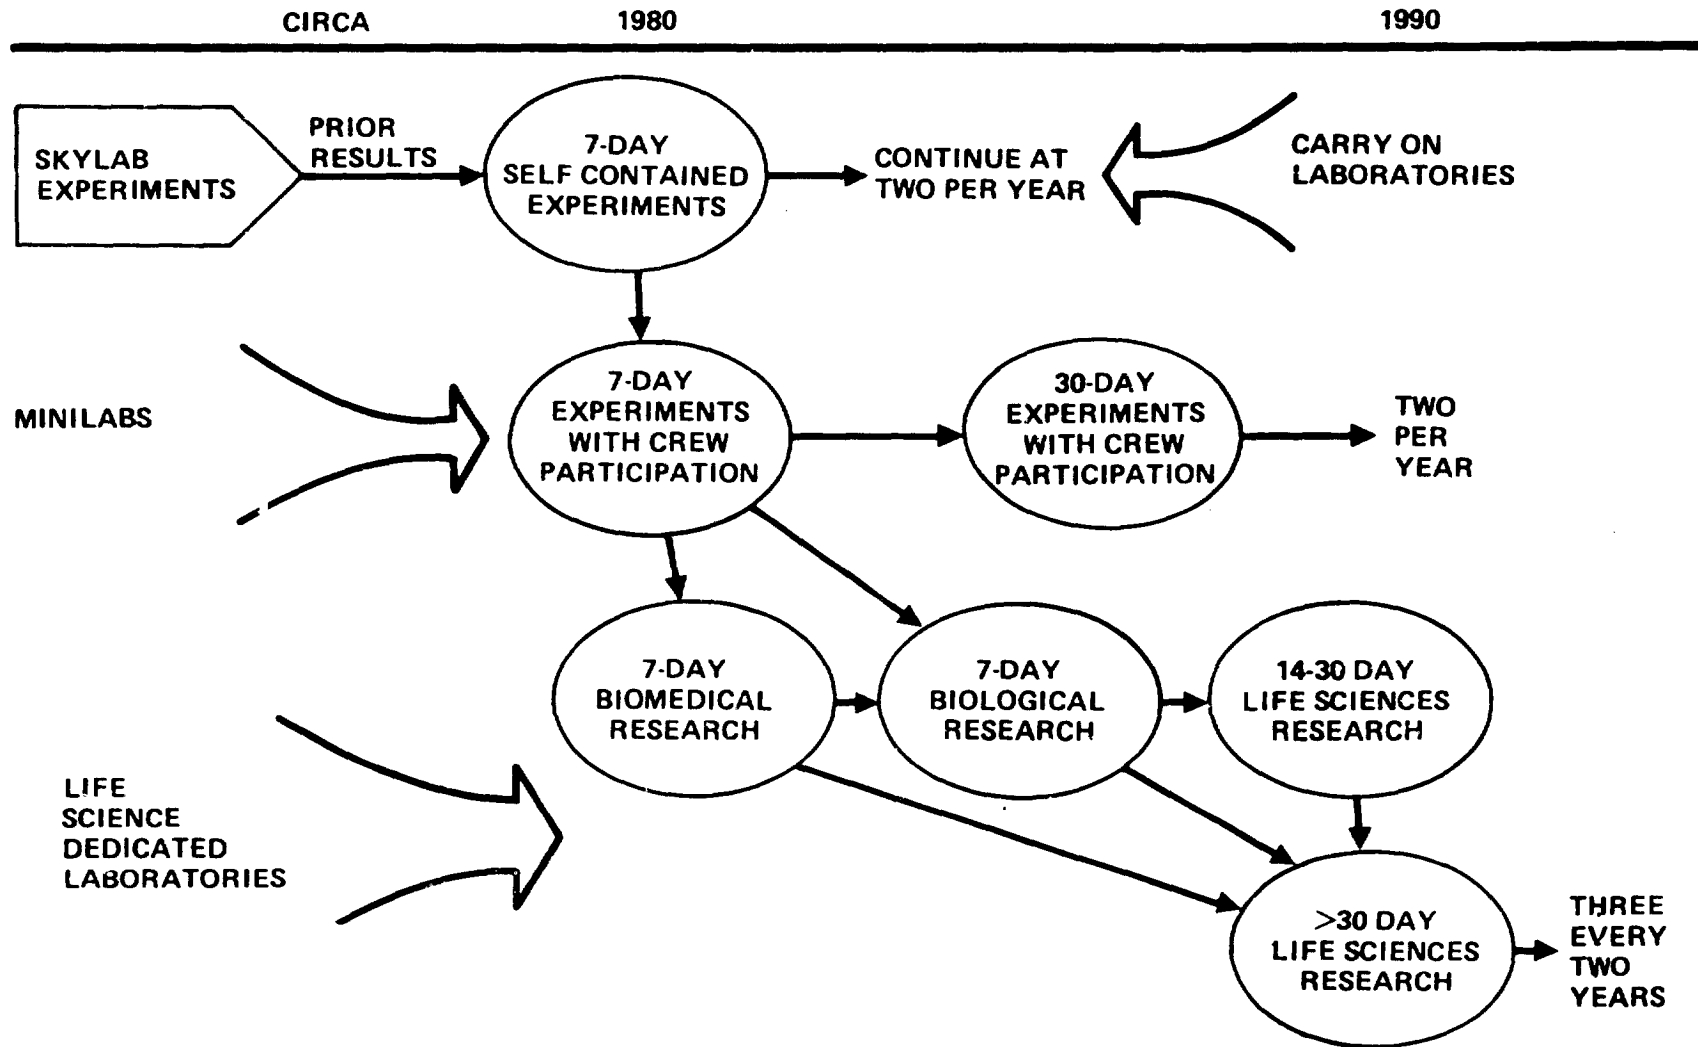 CIRCA 1980 1990
SKYLAB
EXPERIMENTS
PRIOR
RESULTS
7-DAY
SELF CONTAINED
EXPERIMENTS
CONTINUE AT
TWO PER YEAR
CARRY ON
LABORATORIES
MINILABS
7-DAY
EXPERIMENTS
WITH CREW
PARTICIPATION
30-DAY
EXPERIMENTS
WITH CREW
PARTICIPATION
TWO
PER
YEAR
7-DAY
BIOMEDICAL
RESEARCH
7-DAY
BIOLOGICAL
RESEARCH
14-30 DAY
LIFE SCIENCES
RESEARCH
LIFE
SCIENCE
DEDICATED
LABORATORIES
>30 DAY
LIFE SCIENCES
RESEARCH
THREE
EVERY
TWO
YEARS